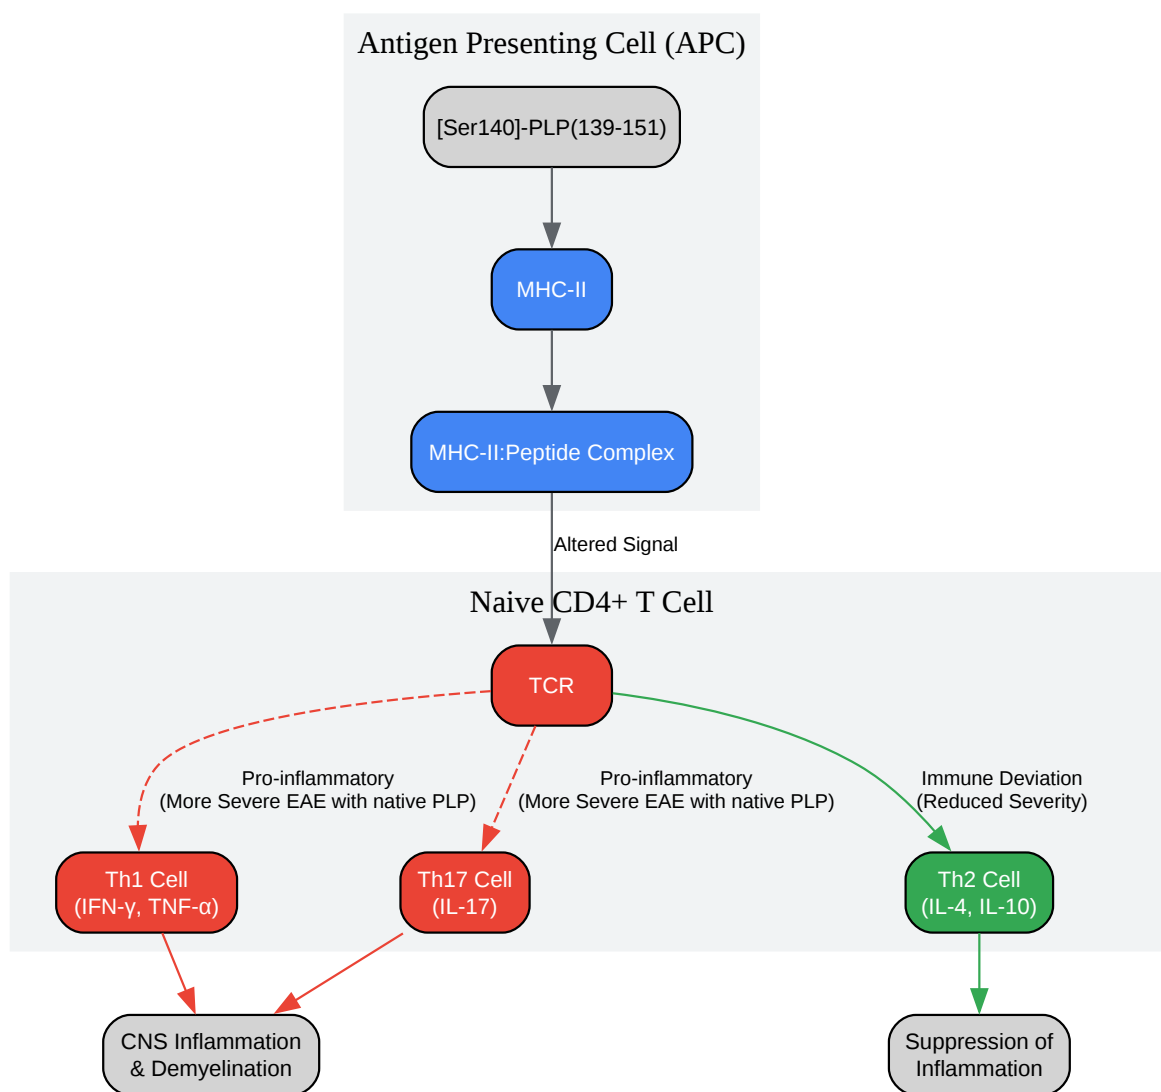 Antigen Presenting Cell (APC)
[Ser140]-PLP(139-151)
MHC-II
MHC-II:Peptide Complex
Altered Signal
Naive CD4+ T Cell
TCR
Pro-inflammatory
(More Severe EAE with native PLP)
Pro-inflammatory
(More Severe EAE with native PLP)
Immune Deviation
(Reduced Severity)
Th1 Cell
(IFN-γ, TNF-α)
Th17 Cell
(IL-17)
Th2 Cell
(IL-4, IL-10)
CNS Inflammation
& Demyelination
Suppression of
Inflammation